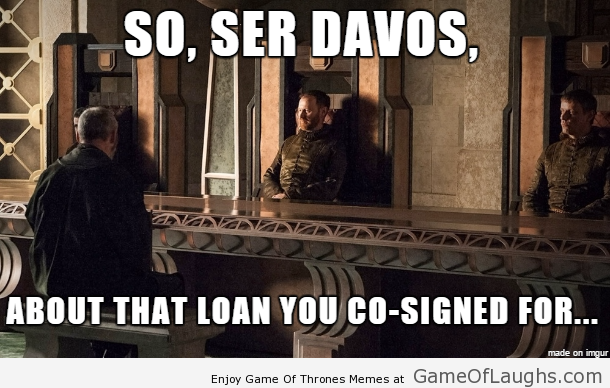 SO, SER DAVOS,
ABOUT THAT LOAN YOU CO-SIGNED FOR...
made on imgur
Enjoy Game Of Thrones Memes at GameOfLaughs.com